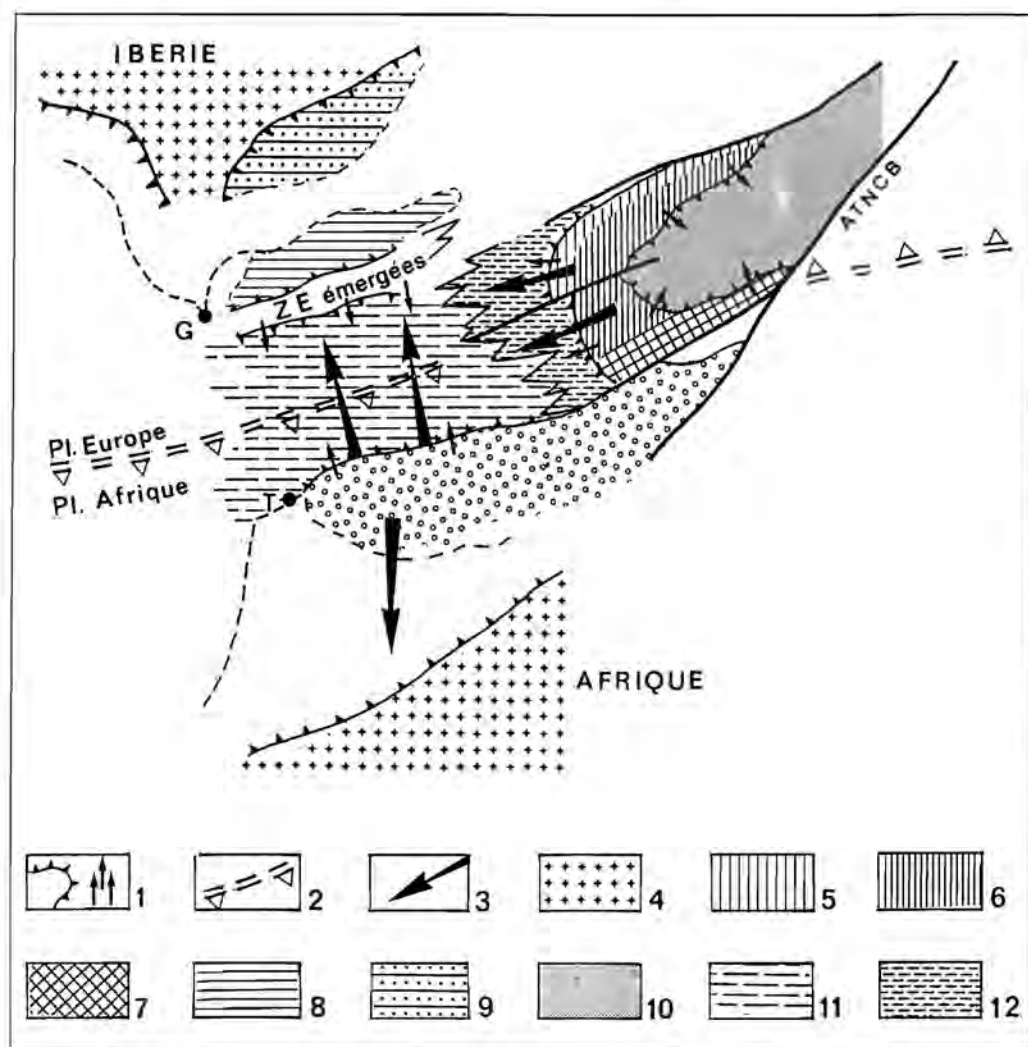 IBERIE
ATNCB
ZE émergées
G
Pl. Europe
Pl. Afrique
T
AFRIQUE
1 2 3 4 5 6
7 8 9 10 11 12